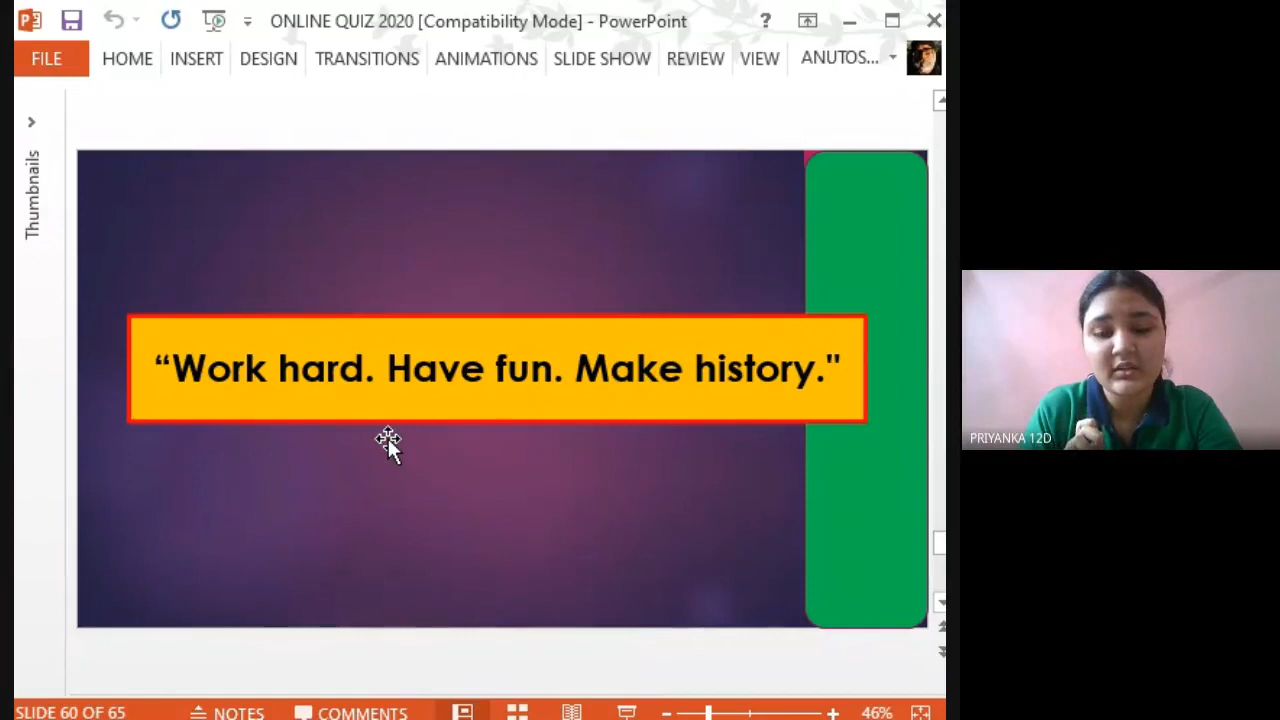 ONLINE QUIZ 2020 [Compatibility Mode] - PowerPoint
?
FILE HOME INSERT DESIGN TRANSITIONS ANIMATIONS SLIDE SHOW REVIEW VIEW ANUTOS...
Thumbnails
“Work hard. Have fun. Make history."
PRIYANKA 12D
SLIDE 60 OF 65 NOTES COMMENTS 46%